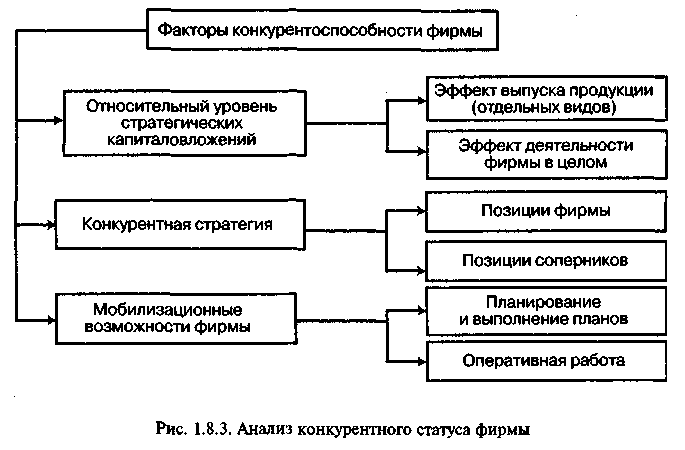 Факторы конкурентоспособности фирмы
Относительный уровень
стратегических
капиталовложений
Эффект выпуска продукции
(отдельных видов)
Эффект деятельности
фирмы в целом
Конкурентная стратегия
Позиции фирмы
Позиции соперников
Мобилизационные
возможности фирмы
Планирование
и выполнение планов
Оперативная работа
Рис. 1.8.3. Анализ конкурентного статуса фирмы